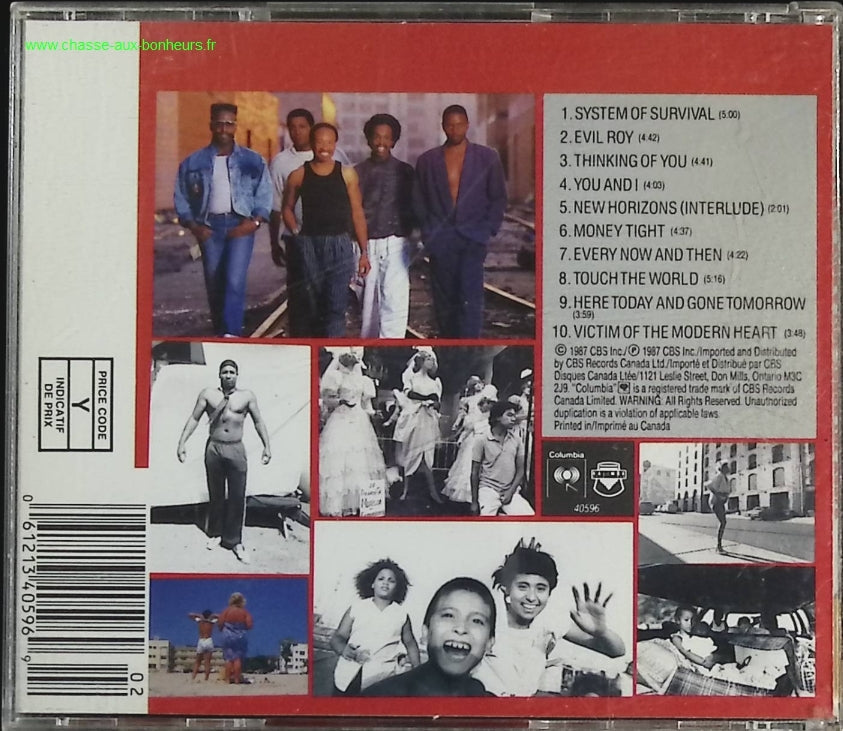 www.chasse-aux-bonheurs.fr
1. SYSTEM OF SURVIVAL (5:00)
2. EVIL ROY (4:42)
3. THINKING OF YOU (4:41)
4. YOU AND I (4:03)
5. NEW HORIZONS (INTERLUDE) (2:01)
6. MONEY TIGHT (4:37)
7. EVERY NOW AND THEN (4:22)
8. TOUCH THE WORLD (5:16)
9. HERE TODAY AND GONE TOMORROW
(3:59)
10. VICTIM OF THE MODERN HEART (3:48)
© 1987 CBS Inc./℗ 1987 CBS Inc./Imported and Distributed
by CBS Records Canada Ltd./Importé et Distribué par CBS
Disques Canada Ltée/1121 Leslie Street, Don Mills, Ontario M3C
2J9. "Columbia" is a registered trade mark of CBS Records
Canada Limited. WARNING: All Rights Reserved. Unauthorized
duplication is a violation of applicable laws.
Printed in/Imprimé au Canada
PRICE CODE
Y
INDICATIF
DE PRIX
Columbia
40596
0 61213 40596 9
02